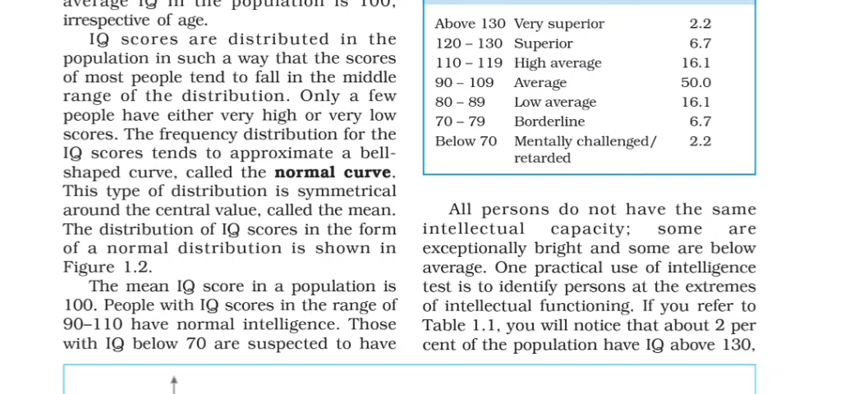 average IQ in the population is 100,
irrespective of age.
IQ scores are distributed in the
population in such a way that the scores
of most people tend to fall in the middle
range of the distribution. Only a few
people have either very high or very low
scores. The frequency distribution for the
IQ scores tends to approximate a bell-
shaped curve, called the normal curve.
This type of distribution is symmetrical
around the central value, called the mean.
The distribution of IQ scores in the form
of a normal distribution is shown in
Figure 1.2.
The mean IQ score in a population is
100. People with IQ scores in the range of
90–110 have normal intelligence. Those
with IQ below 70 are suspected to have
Above 130 Very superior 2.2
120 – 130 Superior 6.7
110 – 119 High average 16.1
90 – 109 Average 50.0
80 – 89 Low average 16.1
70 – 79 Borderline 6.7
Below 70 Mentally challenged/ 2.2
retarded
All persons do not have the same
intellectual capacity; some are
exceptionally bright and some are below
average. One practical use of intelligence
test is to identify persons at the extremes
of intellectual functioning. If you refer to
Table 1.1, you will notice that about 2 per
cent of the population have IQ above 130,